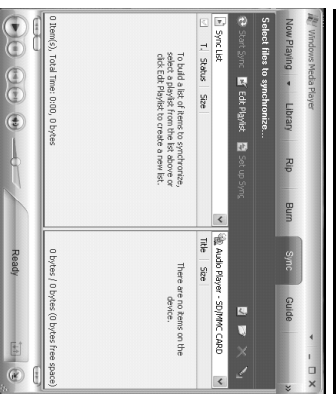 Windows Media Player
Now Playing Library Rip Burn Sync Guide
Select files to synchronize...
Start Sync Edit Playlist Set up Sync
Sync List
Audio Player - SD/MMC CARD
T.. Status Size
Title Size
To build a list of items to synchronize,
select a playlist from the list above or
click Edit Playlist to create a new list.
There are no items on the
device.
0 Item(s), Total Time: 0:00, 0 bytes
0 bytes / 0 bytes (0 bytes free space)
Ready